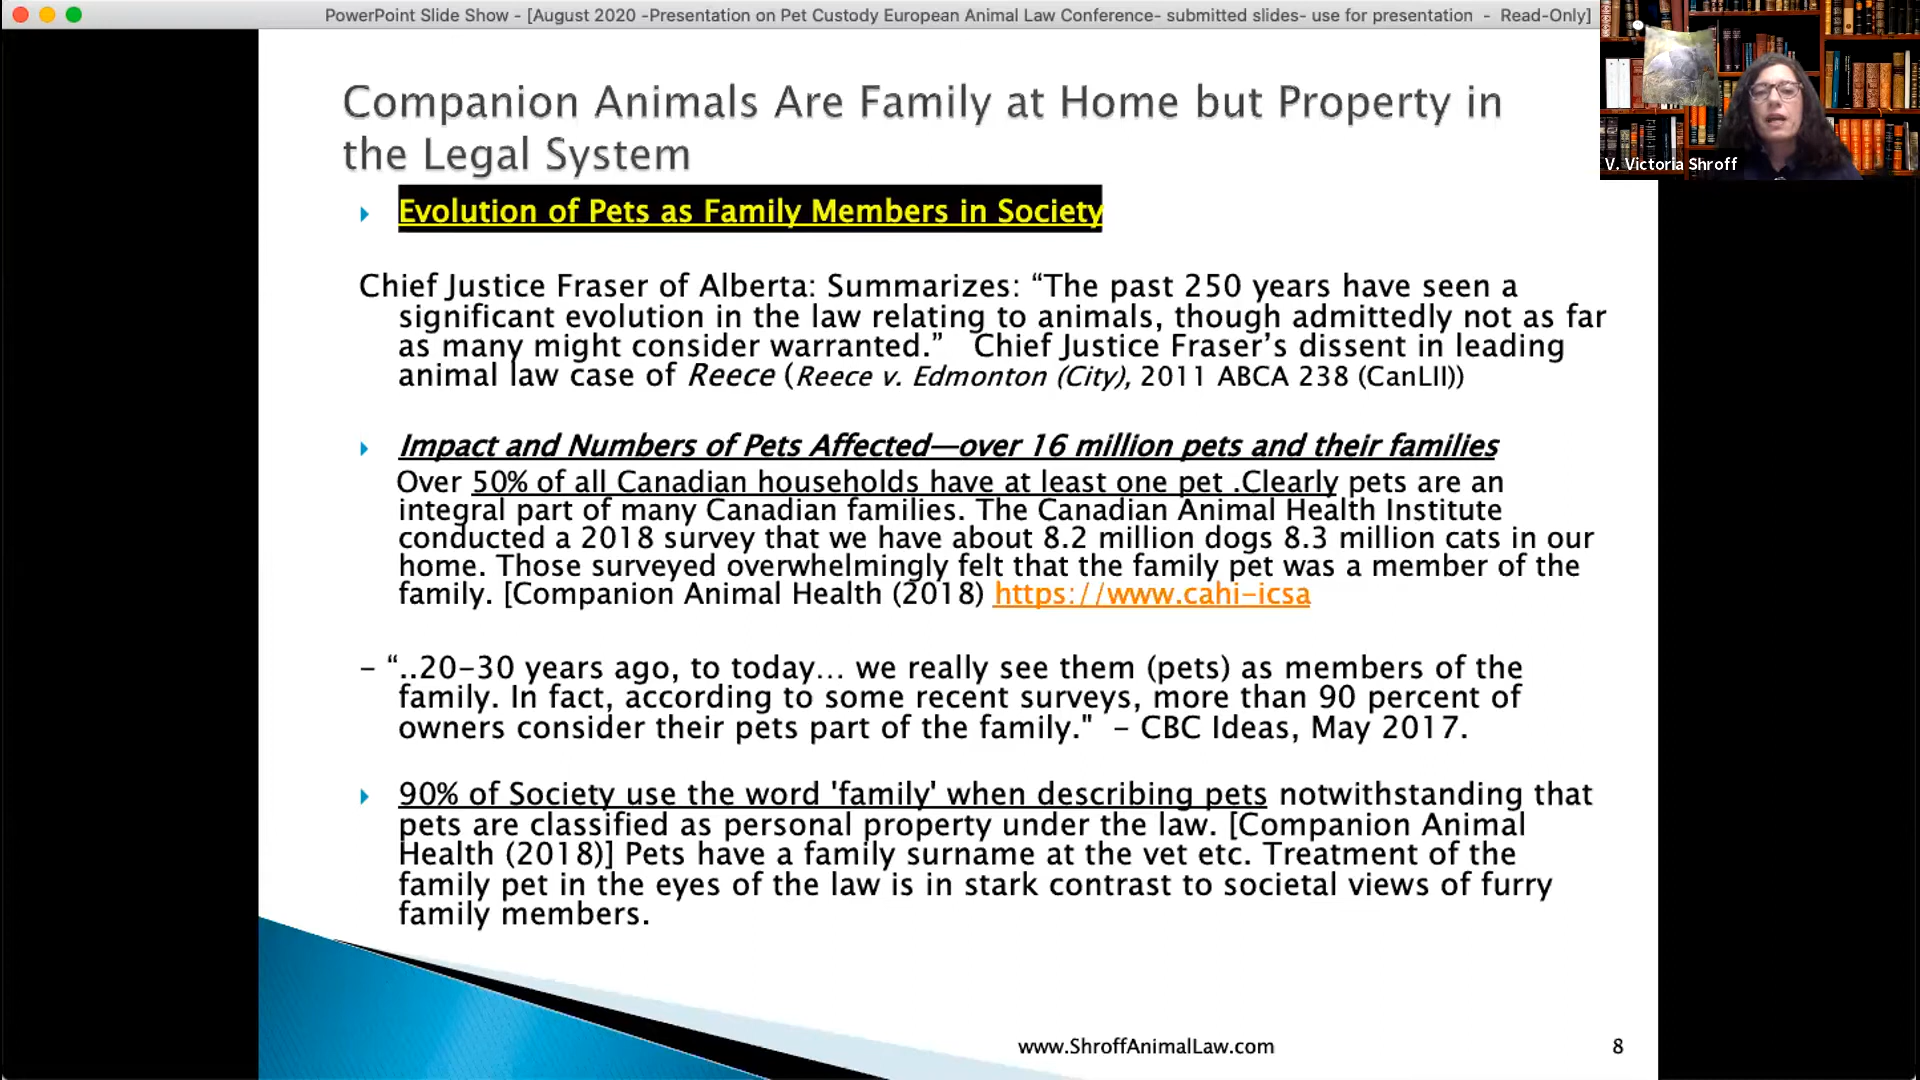 PowerPoint Slide Show - [August 2020 -Presentation on Pet Custody European Animal Law Conference- submitted slides- use for presentation - Read-Only]
V. Victoria Shroff
Companion Animals Are Family at Home but Property in
the Legal System
Evolution of Pets as Family Members in Society
Chief Justice Fraser of Alberta: Summarizes: “The past 250 years have seen a
significant evolution in the law relating to animals, though admittedly not as far
as many might consider warranted.” Chief Justice Fraser’s dissent in leading
animal law case of Reece (Reece v. Edmonton (City), 2011 ABCA 238 (CanLII))
Impact and Numbers of Pets Affected—over 16 million pets and their families
Over 50% of all Canadian households have at least one pet .Clearly pets are an
integral part of many Canadian families. The Canadian Animal Health Institute
conducted a 2018 survey that we have about 8.2 million dogs 8.3 million cats in our
home. Those surveyed overwhelmingly felt that the family pet was a member of the
family. [Companion Animal Health (2018) https://www.cahi-icsa
- “..20-30 years ago, to today... we really see them (pets) as members of the
family. In fact, according to some recent surveys, more than 90 percent of
owners consider their pets part of the family." - CBC Ideas, May 2017.
90% of Society use the word 'family' when describing pets notwithstanding that
pets are classified as personal property under the law. [Companion Animal
Health (2018)] Pets have a family surname at the vet etc. Treatment of the
family pet in the eyes of the law is in stark contrast to societal views of furry
family members.
www.ShroffAnimalLaw.com
8